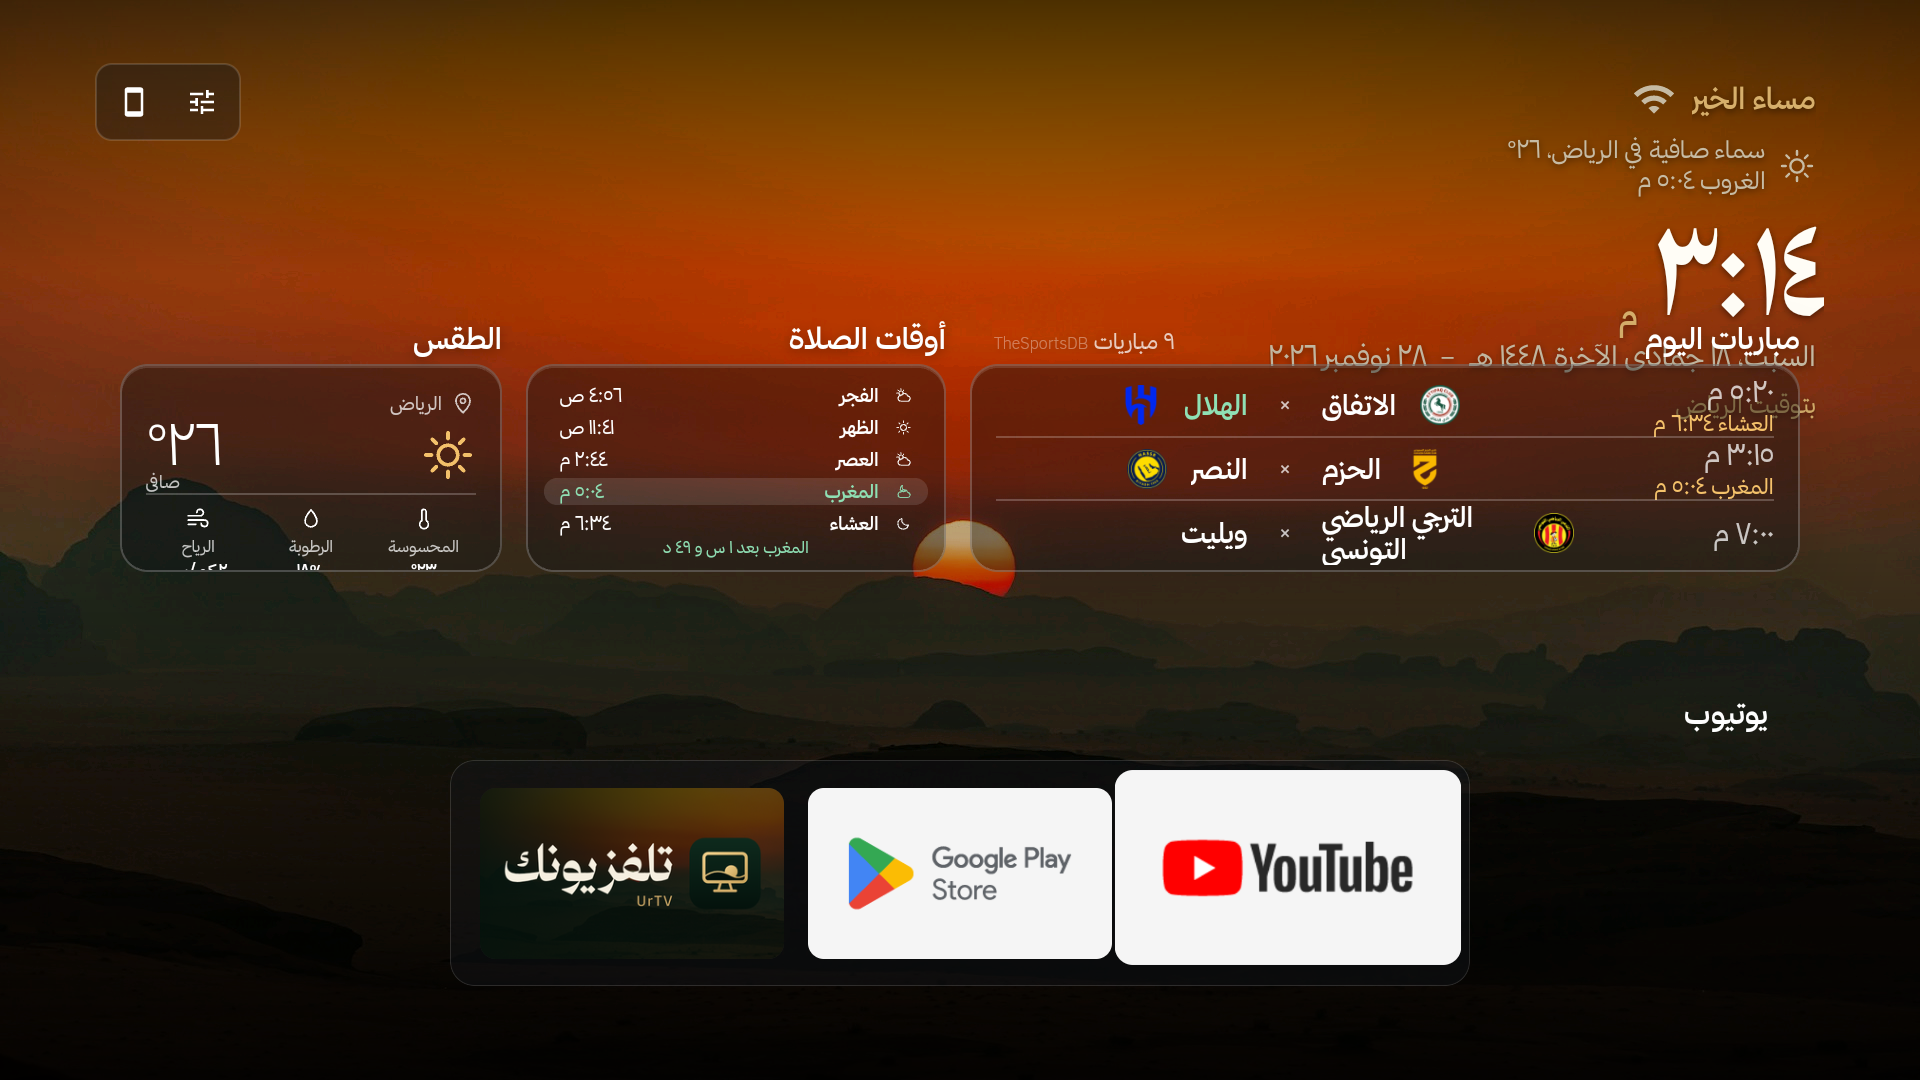 مساء الخير
سماء صافية في الرياض، ٢٦°
الغروب ٥:٠٤ م
٣:١٤ م
السبت، ١٨ جمادى الآخرة ١٤٤٨ هـ – ٢٨ نوفمبر ٢٠٢٦
بتوقيت الرياض
مباريات اليوم
٩ مباريات TheSportsDB
٥:٢٠ م
العشاء ٦:٣٤ م
الاتفاق × الهلال
٣:١٥ م
المغرب ٥:٠٤ م
الحزم × النصر
٧:٠٠ م
الترجي الرياضي التونسي × ويليت
أوقات الصلاة
الفجر ٤:٥٦ ص
الظهر ١١:٤١ ص
العصر ٢:٤٤ م
المغرب ٥:٠٤ م
العشاء ٦:٣٤ م
المغرب بعد ١ س و ٤٩ د
الطقس
الرياض
٢٦°
صافي
المحسوسة الرطوبة الرياح
٢٣° ١٨%
يوتيوب
YouTube
Google Play
Store
تلفزيونك
UrTV